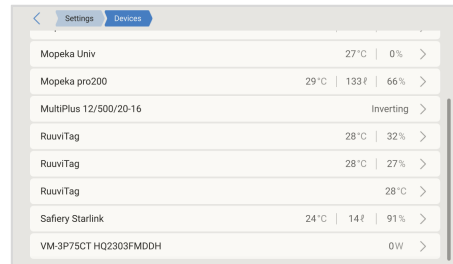 Settings
Devices
Mopeka Univ 27°C 0%
Mopeka pro200 29°C 133ℓ 66%
MultiPlus 12/500/20-16 Inverting
RuuviTag 28°C 32%
RuuviTag 28°C 27%
RuuviTag 28°C
Safiery Starlink 24°C 14ℓ 91%
VM-3P75CT HQ2303FMDDH 0W